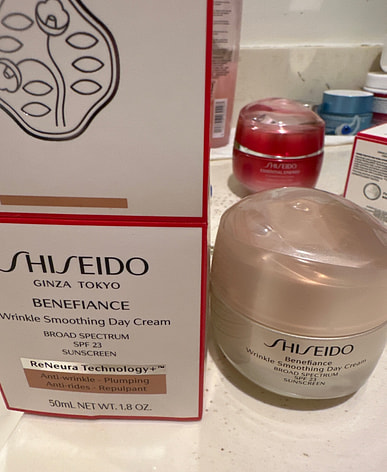 SHISEIDO
GINZA TOKYO
BENEFIANCE
Wrinkle Smoothing Day Cream
BROAD SPECTRUM
SPF 23
SUNSCREEN
ReNeura Technology+™
Anti-wrinkle - Plumping
Anti-rides - Repulpant
50mL NET WT. 1.8 OZ.
SHISEIDO
ESSENTIAL ENERGY
SHISEIDO
Benefiance
Wrinkle Smoothing Day Cream
BROAD SPECTRUM
SPF 23
SUNSCREEN